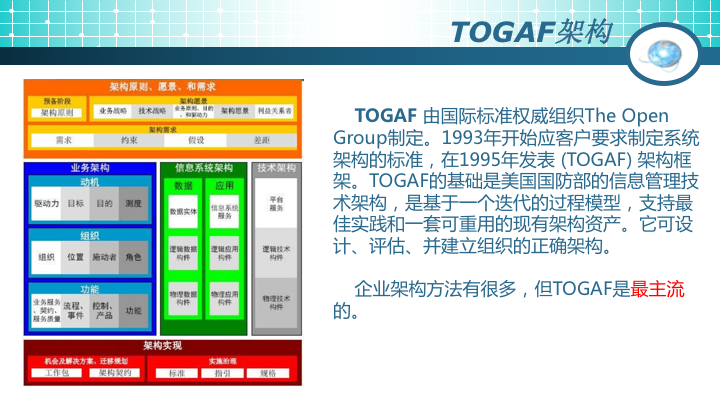 TOGAF架构
架构原则、愿景、和需求
预备阶段
架构原则
架构愿景
业务战略 技术战略 业务原则、目的、和驱动力 架构愿景 利益关系者
架构需求
需求 约束 假设 差距
业务架构
动机
驱动力 目标 目的 测度
组织
组织 位置 施动者 角色
功能
业务服务、契约、服务质量 流程、事件 控制、产品 功能
信息系统架构
数据 应用
数据实体 信息系统服务
逻辑数据构件 逻辑应用构件
物理数据构件 物理应用构件
技术架构
平台服务
逻辑技术构件
物理技术构件
架构实现
机会及解决方案、迁移规划
工作包 架构契约
实施治理
标准 指引 规格
TOGAF 由国际标准权威组织The Open
Group制定。1993年开始应客户要求制定系统
架构的标准，在1995年发表 (TOGAF) 架构框
架。TOGAF的基础是美国国防部的信息管理技
术架构，是基于一个迭代的过程模型，支持最
佳实践和一套可重用的现有架构资产。它可设
计、评估、并建立组织的正确架构。
企业架构方法有很多，但TOGAF是最主流
的。